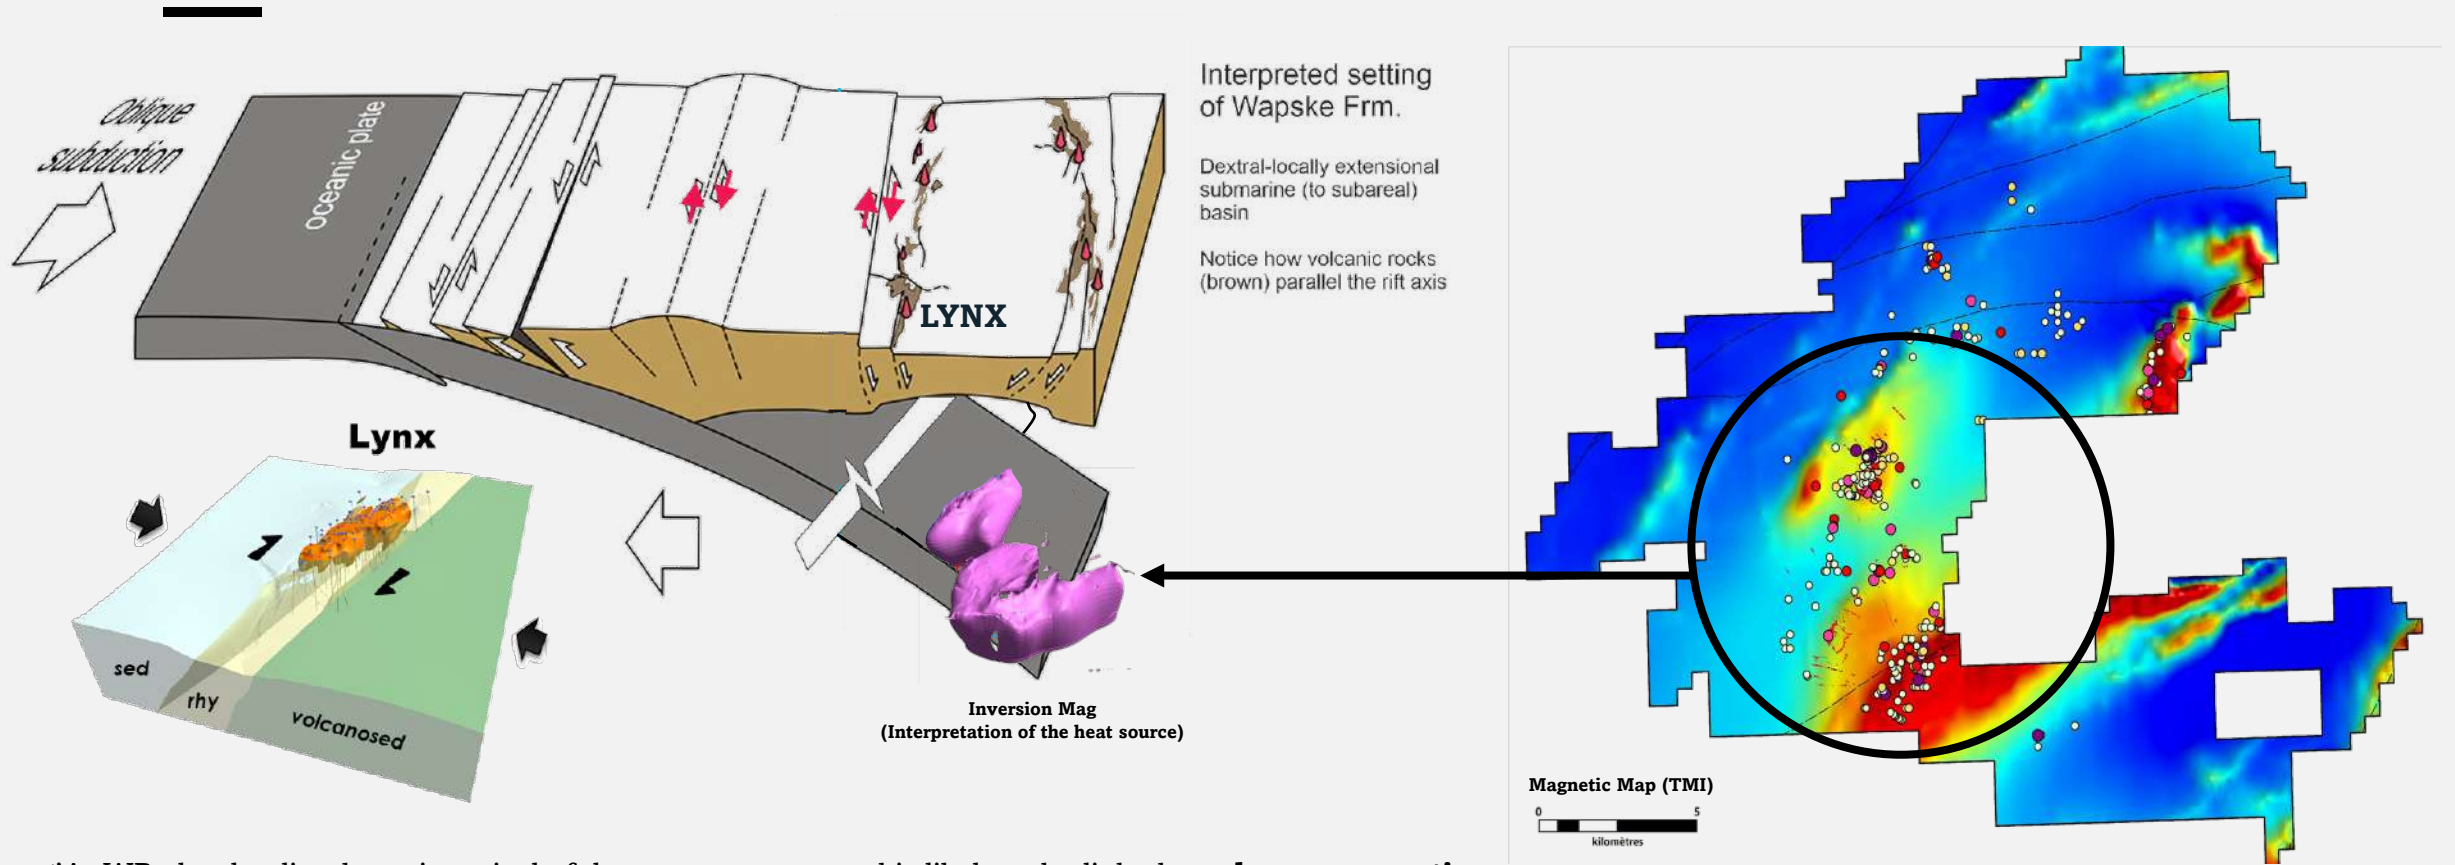 Oblique
subduction
oceanic plate
LYNX
Interpreted setting
of Wapske Frm.
Dextral-locally extensional
submarine (to subareal)
basin
Notice how volcanic rocks
(brown) parallel the rift axis
Lynx
sed
rhy
volcanosed
Inversion Mag
(Interpretation of the heat source)
Magnetic Map (TMI)
0 5
kilomètres